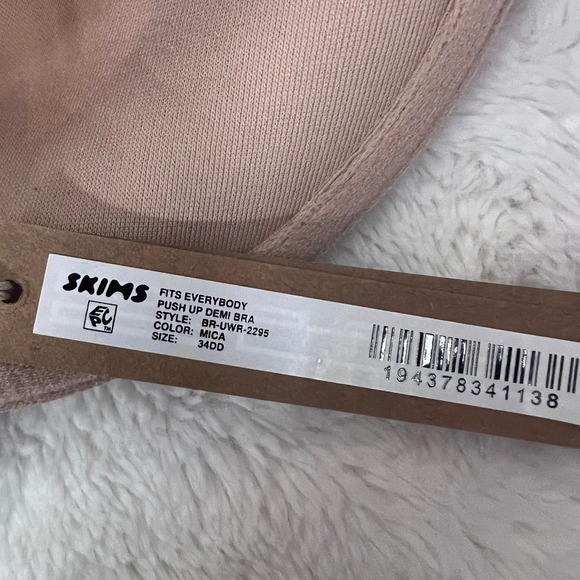 SKIMS
FITS EVERYBODY
PUSH UP DEMI BRA
STYLE: BR-UWR-2295
COLOR: MICA
SIZE: 34DD
194378341138